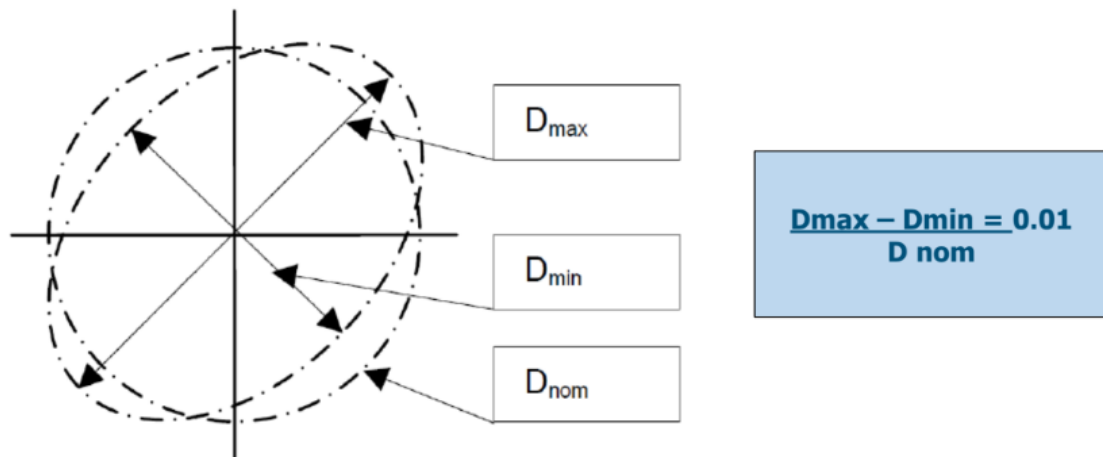 Dmax
Dmin
Dnom
Dmax – Dmin = 0.01
D nom